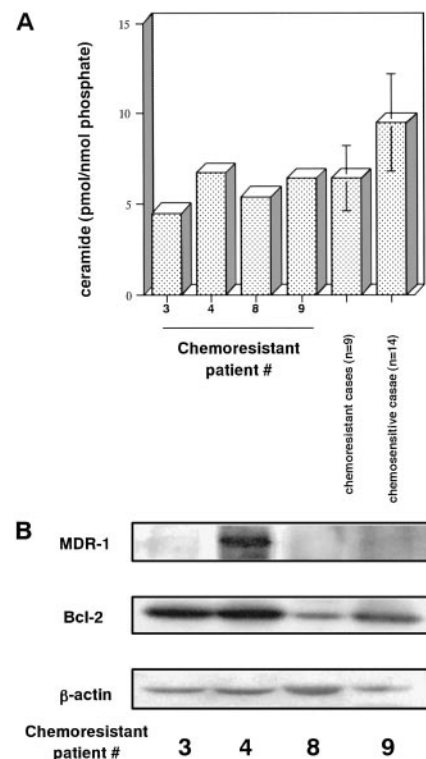 A
15
10
5
0
ceramide (pmol/nmol phosphate)
3 4 8 9
Chemoresistant
patient #
chemoresistant cases (n=9)
chemosensitive casae (n=14)
B
MDR-1
Bcl-2
β-actin
Chemoresistant
patient # 3 4 8 9